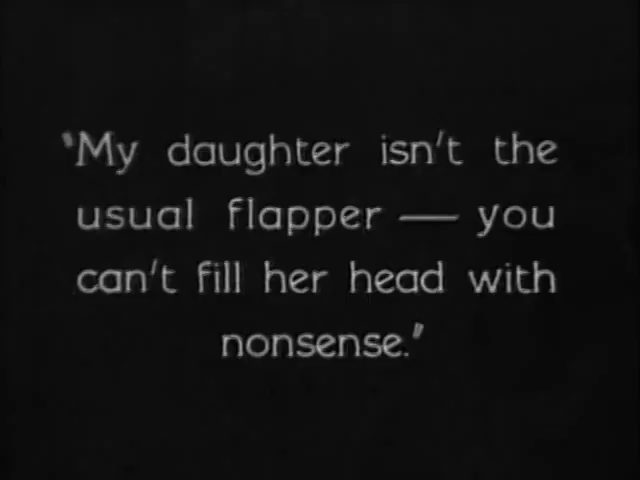 "My daughter isn't the
usual flapper — you
can't fill her head with
nonsense."